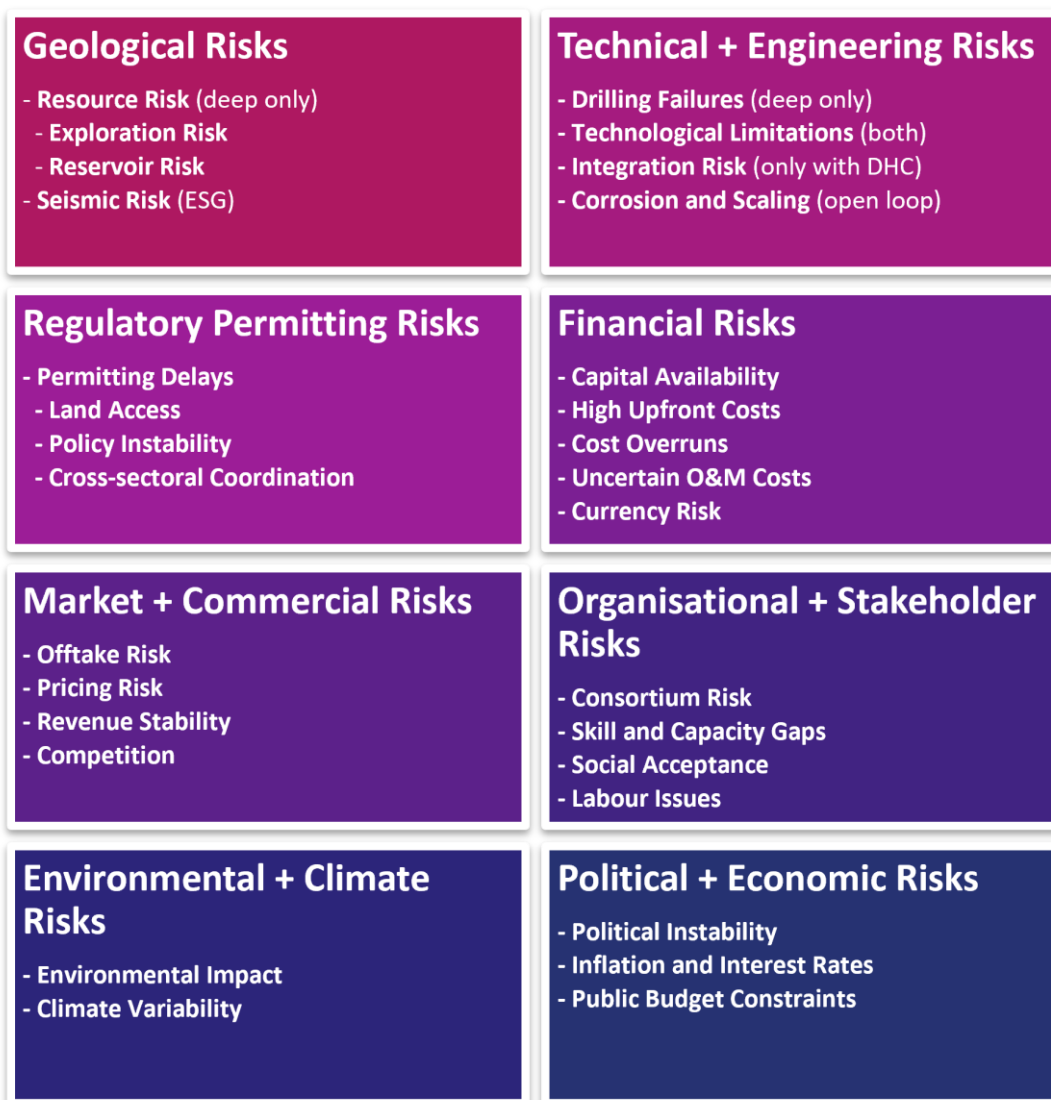 Geological Risks
- Resource Risk (deep only)
- Exploration Risk
- Reservoir Risk
- Seismic Risk (ESG)
Technical + Engineering Risks
- Drilling Failures (deep only)
- Technological Limitations (both)
- Integration Risk (only with DHC)
- Corrosion and Scaling (open loop)
Regulatory Permitting Risks
- Permitting Delays
- Land Access
- Policy Instability
- Cross-sectoral Coordination
Financial Risks
- Capital Availability
- High Upfront Costs
- Cost Overruns
- Uncertain O&M Costs
- Currency Risk
Market + Commercial Risks
- Offtake Risk
- Pricing Risk
- Revenue Stability
- Competition
Organisational + Stakeholder
Risks
- Consortium Risk
- Skill and Capacity Gaps
- Social Acceptance
- Labour Issues
Environmental + Climate
Risks
- Environmental Impact
- Climate Variability
Political + Economic Risks
- Political Instability
- Inflation and Interest Rates
- Public Budget Constraints